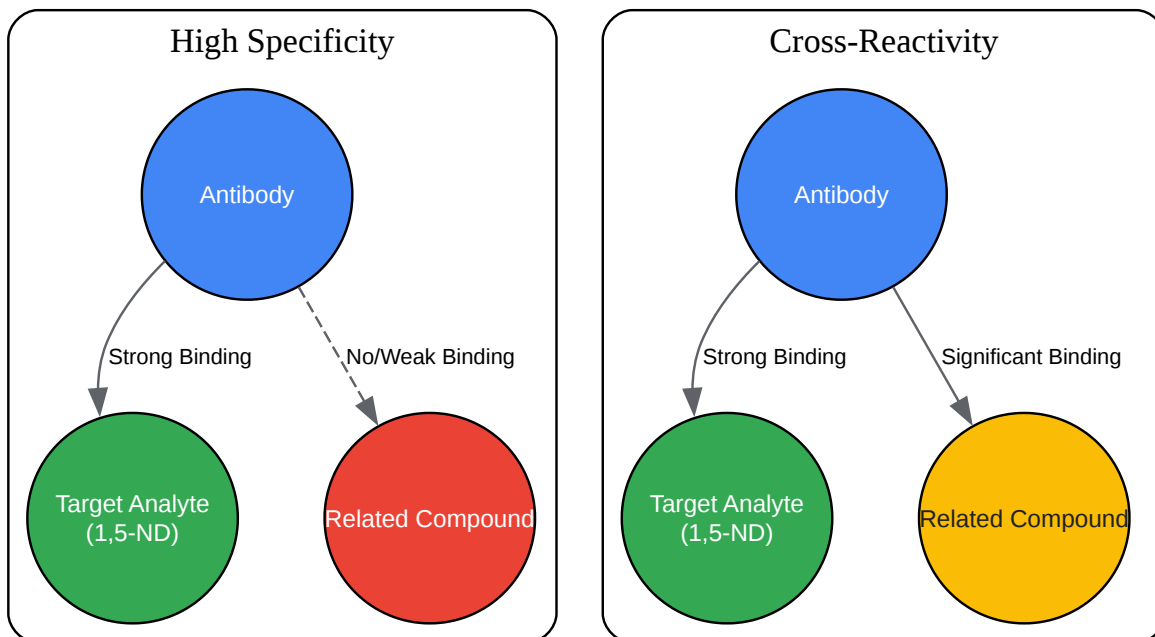 High Specificity
Antibody
Strong Binding
No/Weak Binding
Target Analyte
(1,5-ND)
Related Compound
Cross-Reactivity
Antibody
Strong Binding
Significant Binding
Target Analyte
(1,5-ND)
Related Compound